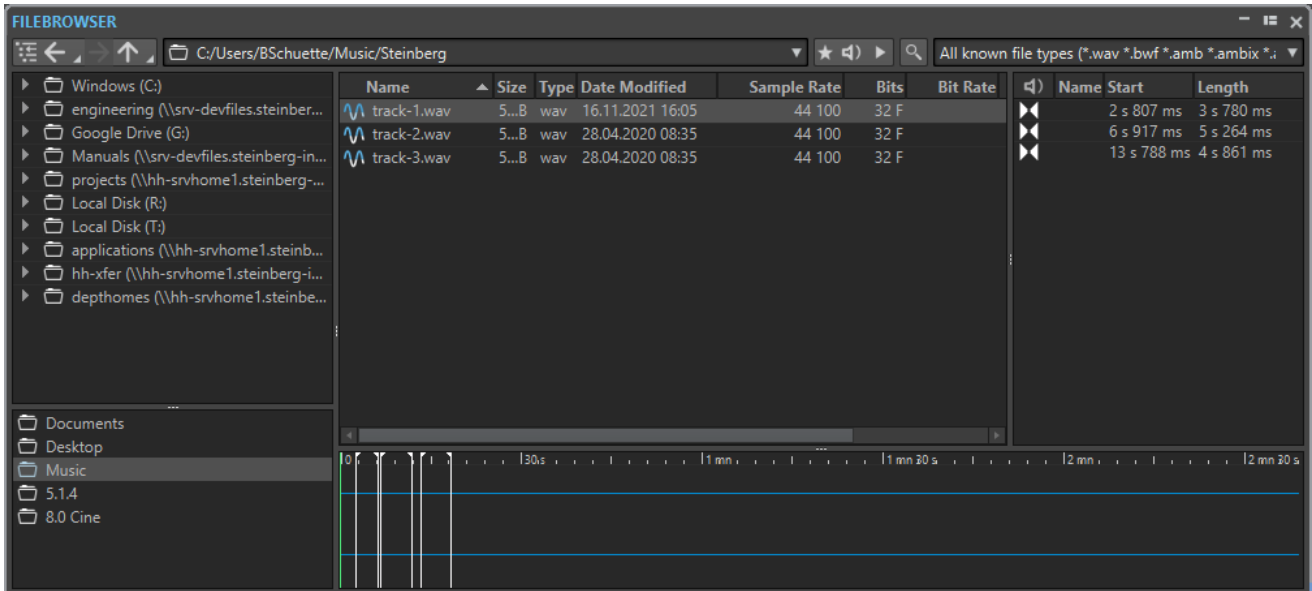 FILEBROWSER
C:/Users/BSchuette/Music/Steinberg
All known file types (*.wav *.bwf *.amb *.ambix *.a
Windows (C:)
engineering (\\srv-devfiles.steinber...
Google Drive (G:)
Manuals (\\srv-devfiles.steinberg-in...
projects (\\hh-srvhome1.steinberg-...
Local Disk (R:)
Local Disk (T:)
applications (\\hh-srvhome1.steinb...
hh-xfer (\\hh-srvhome1.steinberg-i...
depthomes (\\hh-srvhome1.steinbe...
Documents
Desktop
Music
5.1.4
8.0 Cine
Name Size Type Date Modified Sample Rate Bits Bit Rate
track-1.wav 5...B wav 16.11.2021 16:05 44 100 32 F
track-2.wav 5...B wav 28.04.2020 08:35 44 100 32 F
track-3.wav 5...B wav 28.04.2020 08:35 44 100 32 F
Name Start Length
2 s 807 ms 3 s 780 ms
6 s 917 ms 5 s 264 ms
13 s 788 ms 4 s 861 ms
0 30 s 1 mn 1 mn 30 s 2 mn 2 mn 30 s